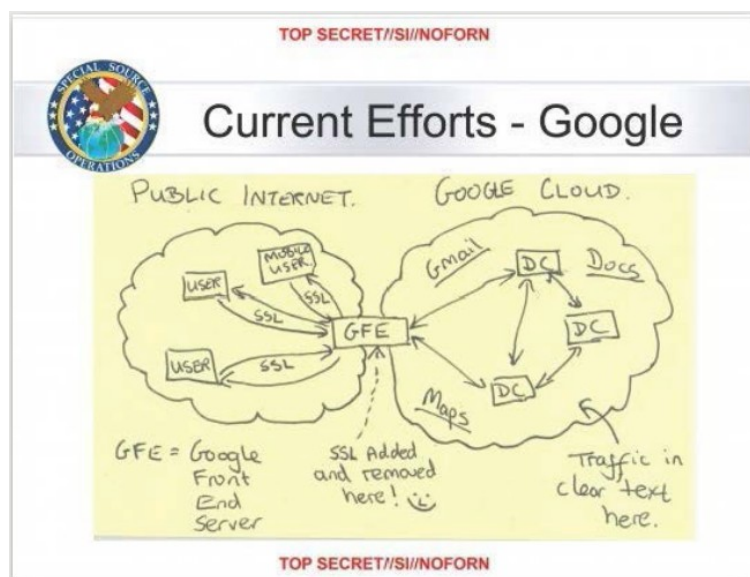 TOP SECRET//SI//NOFORN
SPECIAL SOURCE
OPERATIONS
Current Efforts - Google
PUBLIC INTERNET.
GOOGLE CLOUD.
MOBILE
USER
USER
SSL
SSL
USER
SSL
GFE
Gmail
DC
Docs
DC
DC
Maps
GFE = Google
Front
End
Server
SSL Added
and removed
here!
Traffic in
clear text
here.
TOP SECRET//SI//NOFORN